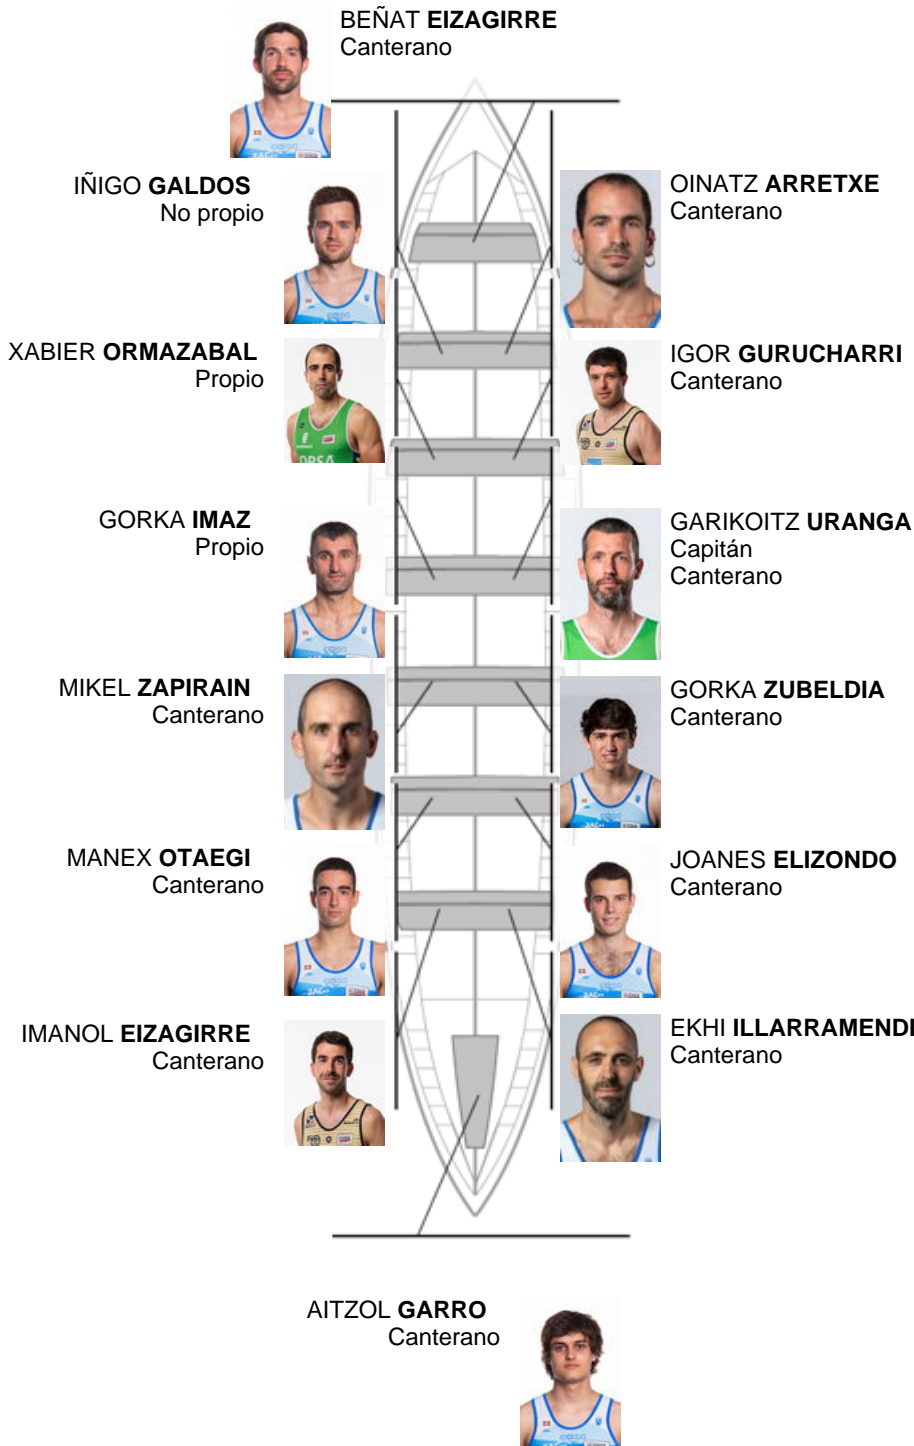 BEÑAT EIZAGIRRE
Canterano
IÑIGO GALDOS
No propio
OINATZ ARRETXE
Canterano
XABIER ORMAZABAL
Propio
IGOR GURUCHARRI
Canterano
GORKA IMAZ
Propio
GARIKOITZ URANGA
Capitán
Canterano
MIKEL ZAPIRAIN
Canterano
GORKA ZUBELDIA
Canterano
MANEX OTAEGI
Canterano
JOANES ELIZONDO
Canterano
IMANOL EIZAGIRRE
Canterano
EKHI ILLARRAMENDI
Canterano
AITZOL GARRO
Canterano